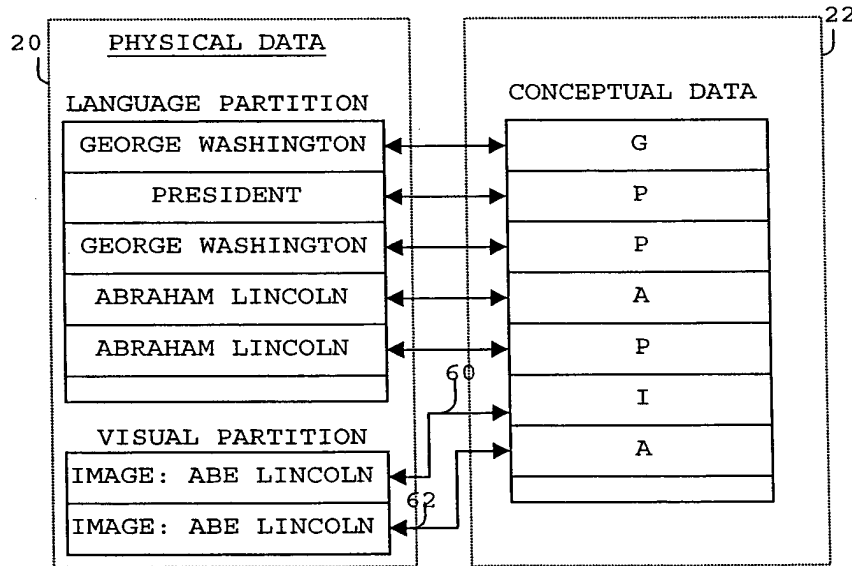 20
PHYSICAL DATA
LANGUAGE PARTITION
GEORGE WASHINGTON
PRESIDENT
GEORGE WASHINGTON
ABRAHAM LINCOLN
ABRAHAM LINCOLN
VISUAL PARTITION
IMAGE: ABE LINCOLN
IMAGE: ABE LINCOLN
60
62
22
CONCEPTUAL DATA
G
P
P
A
P
I
A